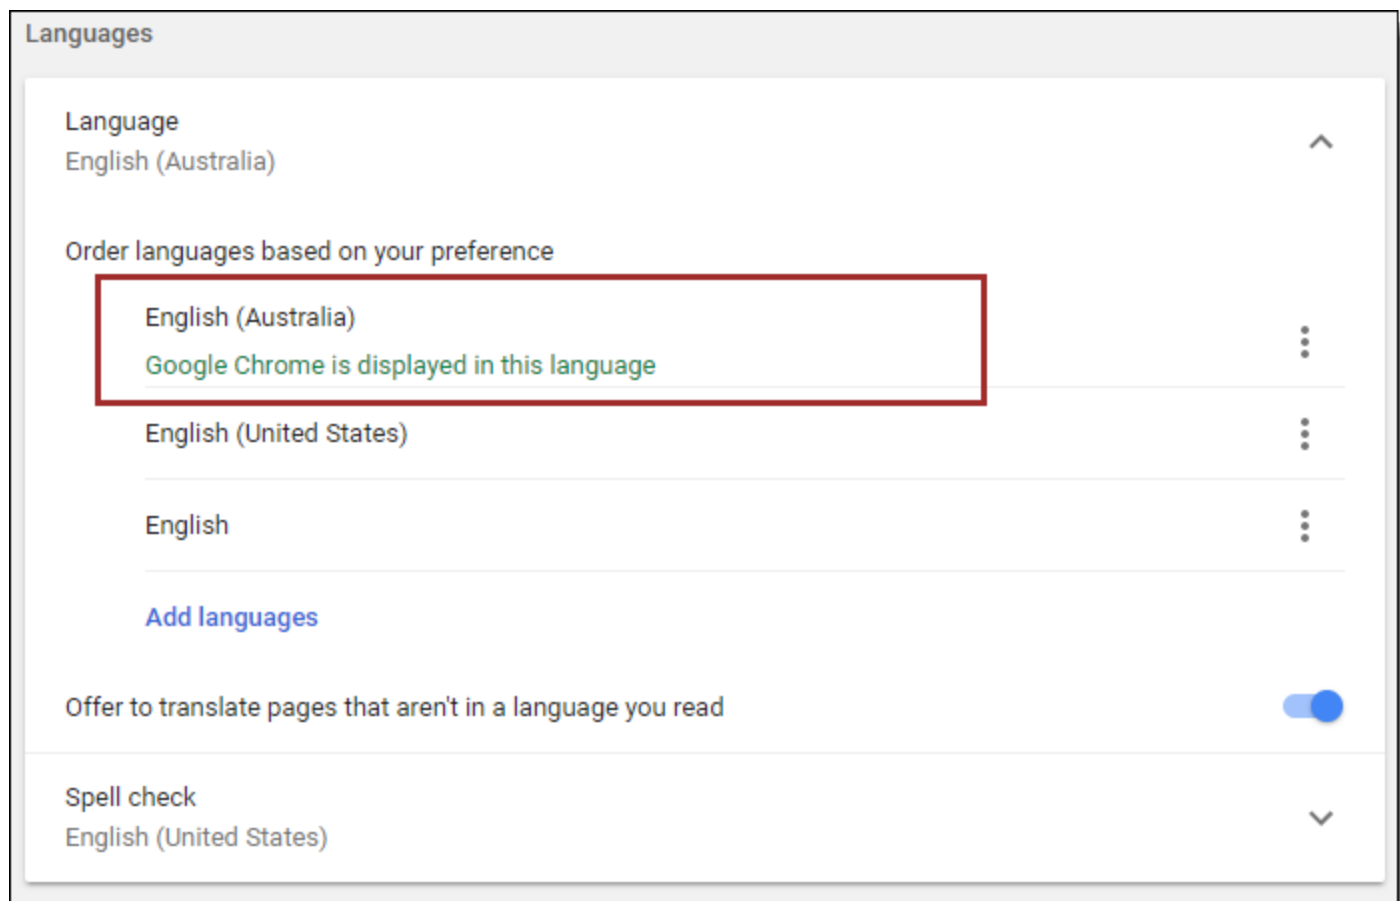 Languages
Language
English (Australia)
Order languages based on your preference
English (Australia)
Google Chrome is displayed in this language
English (United States)
English
Add languages
Offer to translate pages that aren't in a language you read
Spell check
English (United States)